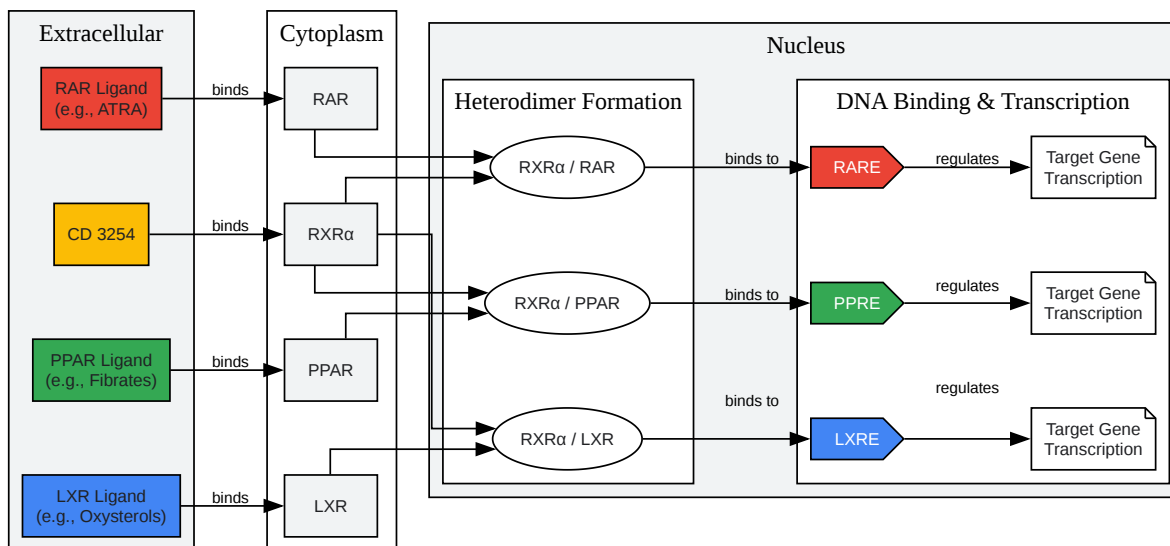 Extracellular
Cytoplasm
Nucleus
Heterodimer Formation
DNA Binding & Transcription
RAR Ligand
(e.g., ATRA)
binds
RAR
RXRα / RAR
binds to
RARE
regulates
Target Gene
Transcription
CD 3254
binds
RXRα
RXRα / PPAR
binds to
PPRE
regulates
Target Gene
Transcription
PPAR Ligand
(e.g., Fibrates)
binds
PPAR
RXRα / LXR
binds to
LXRE
regulates
Target Gene
Transcription
LXR Ligand
(e.g., Oxysterols)
binds
LXR